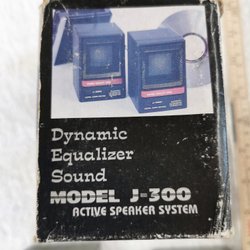 Dynamic
Equalizer
Sound
MODEL J-300
ACTIVE SPEAKER SYSTEM